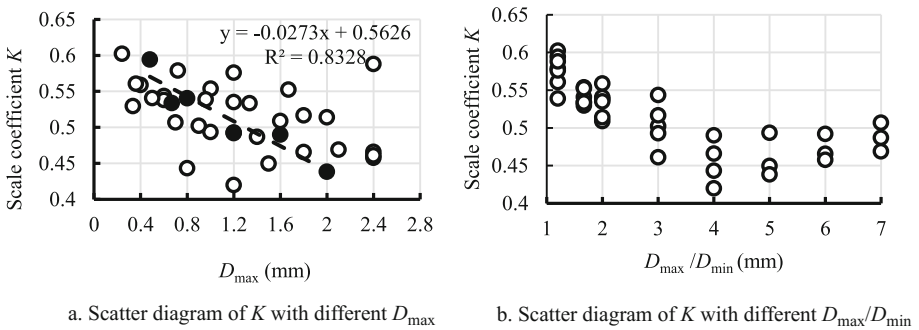 y = -0.0273x + 0.5626
R² = 0.8328
Scale coefficient K
0.65
0.6
0.55
0.5
0.45
0.4
0 0.4 0.8 1.2 1.6 2 2.4 2.8
Dmax (mm)
a. Scatter diagram of K with different Dmax
Scale coefficient K
0.65
0.6
0.55
0.5
0.45
0.4
1 2 3 4 5 6 7
Dmax /Dmin (mm)
b. Scatter diagram of K with different Dmax/Dmin